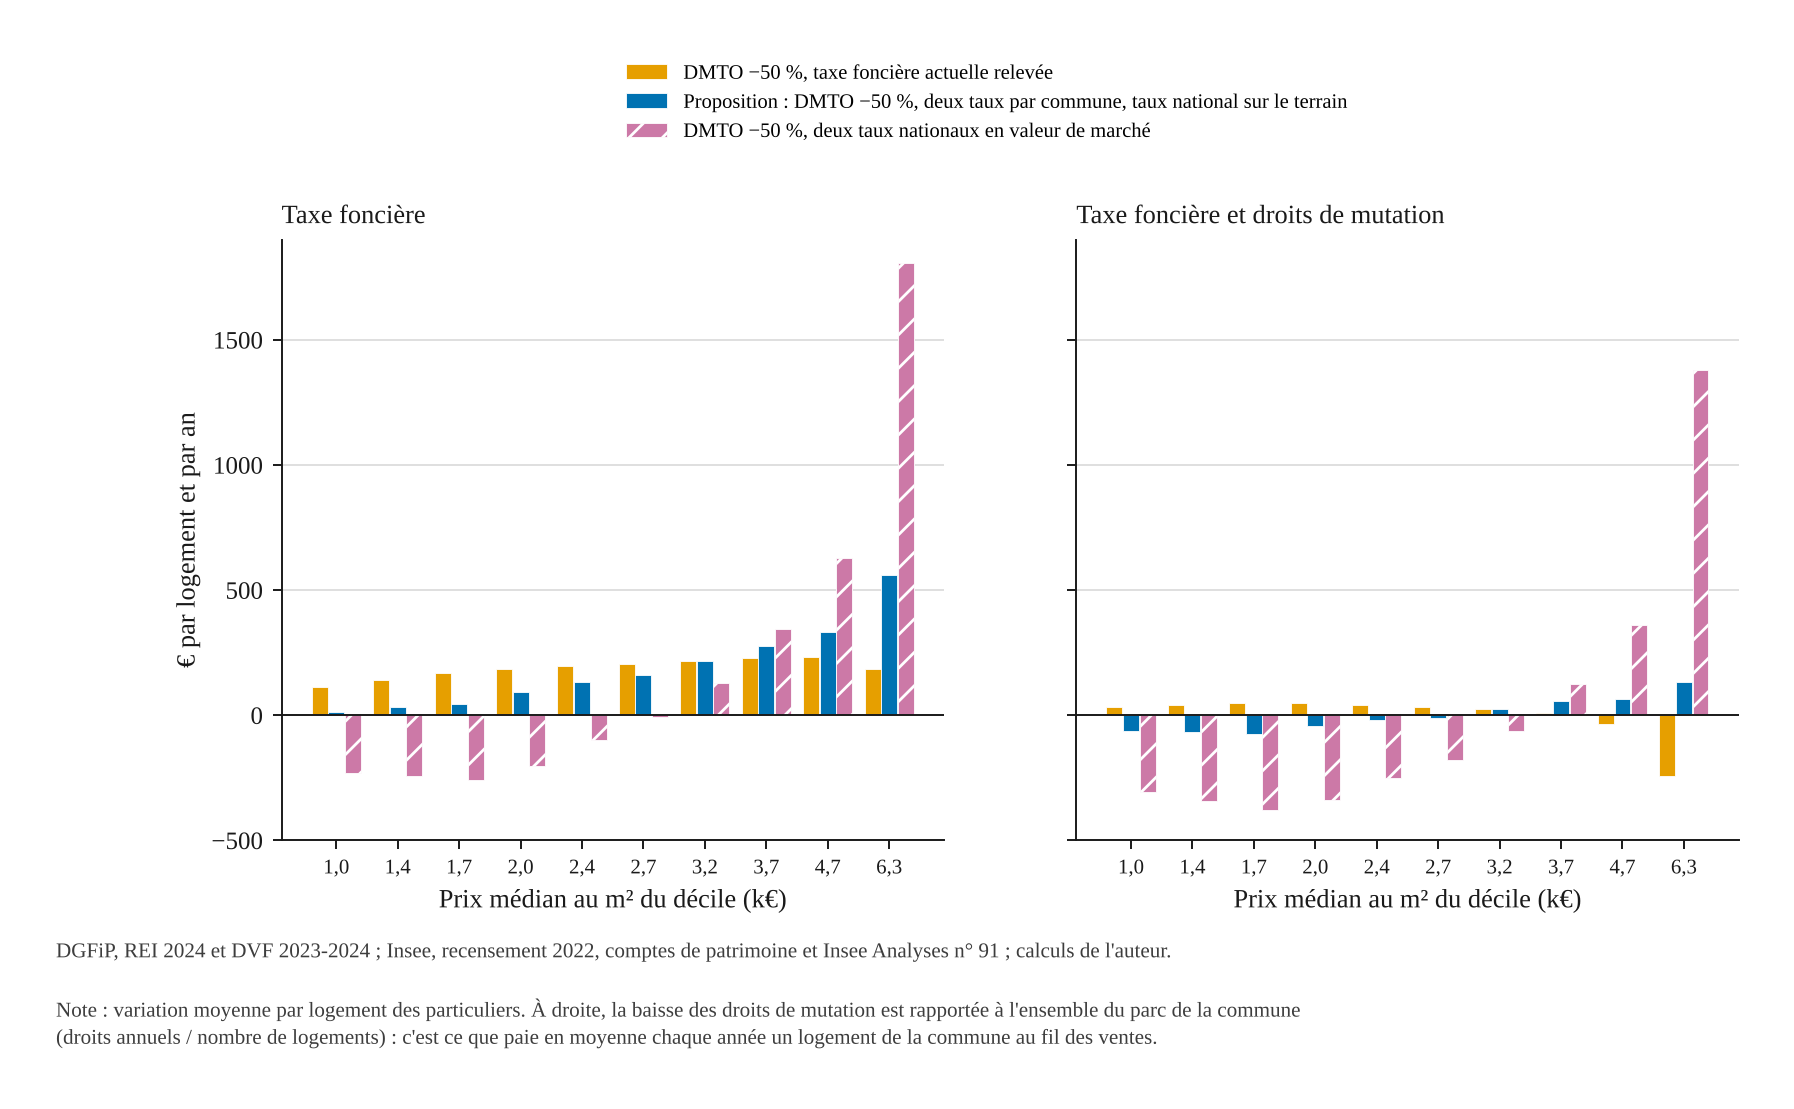 DMTO −50 %, taxe foncière actuelle relevée
Proposition : DMTO −50 %, deux taux par commune, taux national sur le terrain
DMTO −50 %, deux taux nationaux en valeur de marché
Taxe foncière
€ par logement et par an
1500
1000
500
0
−500
1,0 1,4 1,7 2,0 2,4 2,7 3,2 3,7 4,7 6,3
Prix médian au m² du décile (k€)
Taxe foncière et droits de mutation
1,0 1,4 1,7 2,0 2,4 2,7 3,2 3,7 4,7 6,3
Prix médian au m² du décile (k€)
DGFiP, REI 2024 et DVF 2023-2024 ; Insee, recensement 2022, comptes de patrimoine et Insee Analyses n° 91 ; calculs de l'auteur.
Note : variation moyenne par logement des particuliers. À droite, la baisse des droits de mutation est rapportée à l'ensemble du parc de la commune
(droits annuels / nombre de logements) : c'est ce que paie en moyenne chaque année un logement de la commune au fil des ventes.